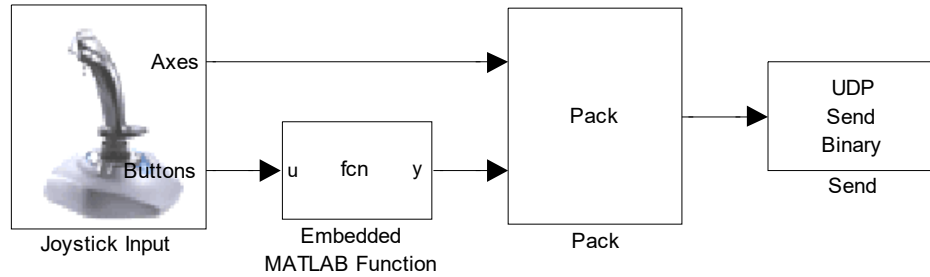 Axes
Buttons
Joystick Input
u
fcn
y
Embedded
MATLAB Function
Pack
Pack
UDP
Send
Binary
Send